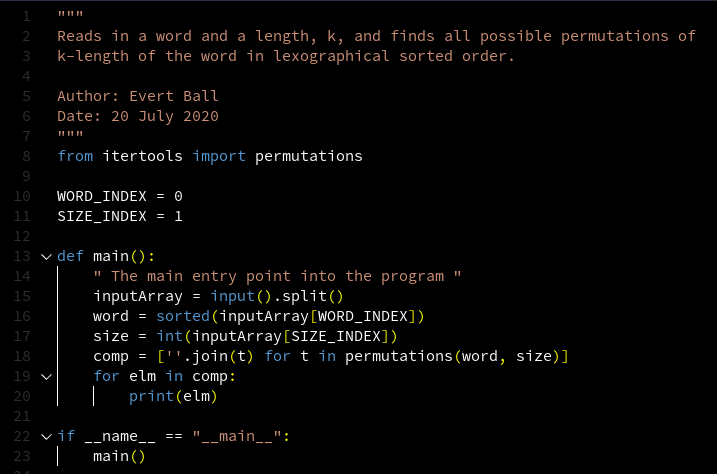 1 """
2 Reads in a word and a length, k, and finds all possible permutations of
3 k-length of the word in lexographical sorted order.
4
5 Author: Evert Ball
6 Date: 20 July 2020
7 """
8 from itertools import permutations
9
10 WORD_INDEX = 0
11 SIZE_INDEX = 1
12
13 def main():
14     " The main entry point into the program "
15     inputArray = input().split()
16     word = sorted(inputArray[WORD_INDEX])
17     size = int(inputArray[SIZE_INDEX])
18     comp = [''.join(t) for t in permutations(word, size)]
19     for elm in comp:
20         print(elm)
21
22 if __name__ == "__main__":
23     main()